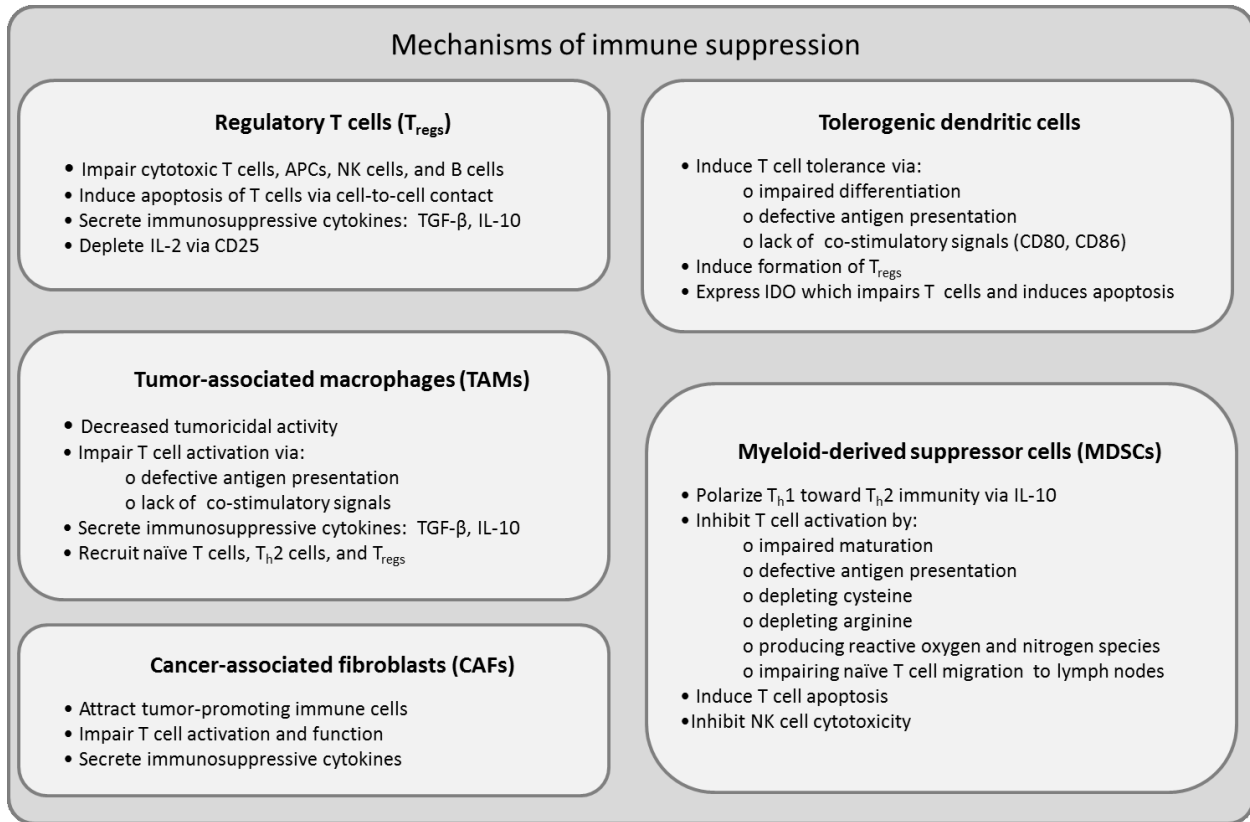 Mechanisms of immune suppression
Regulatory T cells (Tregs)
• Impair cytotoxic T cells, APCs, NK cells, and B cells
• Induce apoptosis of T cells via cell-to-cell contact
• Secrete immunosuppressive cytokines: TGF-β, IL-10
• Deplete IL-2 via CD25
Tumor-associated macrophages (TAMs)
• Decreased tumoricidal activity
• Impair T cell activation via:
o defective antigen presentation
o lack of co-stimulatory signals
• Secrete immunosuppressive cytokines: TGF-β, IL-10
• Recruit naïve T cells, Th2 cells, and Tregs
Cancer-associated fibroblasts (CAFs)
• Attract tumor-promoting immune cells
• Impair T cell activation and function
• Secrete immunosuppressive cytokines
Tolerogenic dendritic cells
• Induce T cell tolerance via:
o impaired differentiation
o defective antigen presentation
o lack of co-stimulatory signals (CD80, CD86)
• Induce formation of Tregs
• Express IDO which impairs T cells and induces apoptosis
Myeloid-derived suppressor cells (MDSCs)
• Polarize Th1 toward Th2 immunity via IL-10
• Inhibit T cell activation by:
o impaired maturation
o defective antigen presentation
o depleting cysteine
o depleting arginine
o producing reactive oxygen and nitrogen species
o impairing naïve T cell migration to lymph nodes
• Induce T cell apoptosis
•Inhibit NK cell cytotoxicity